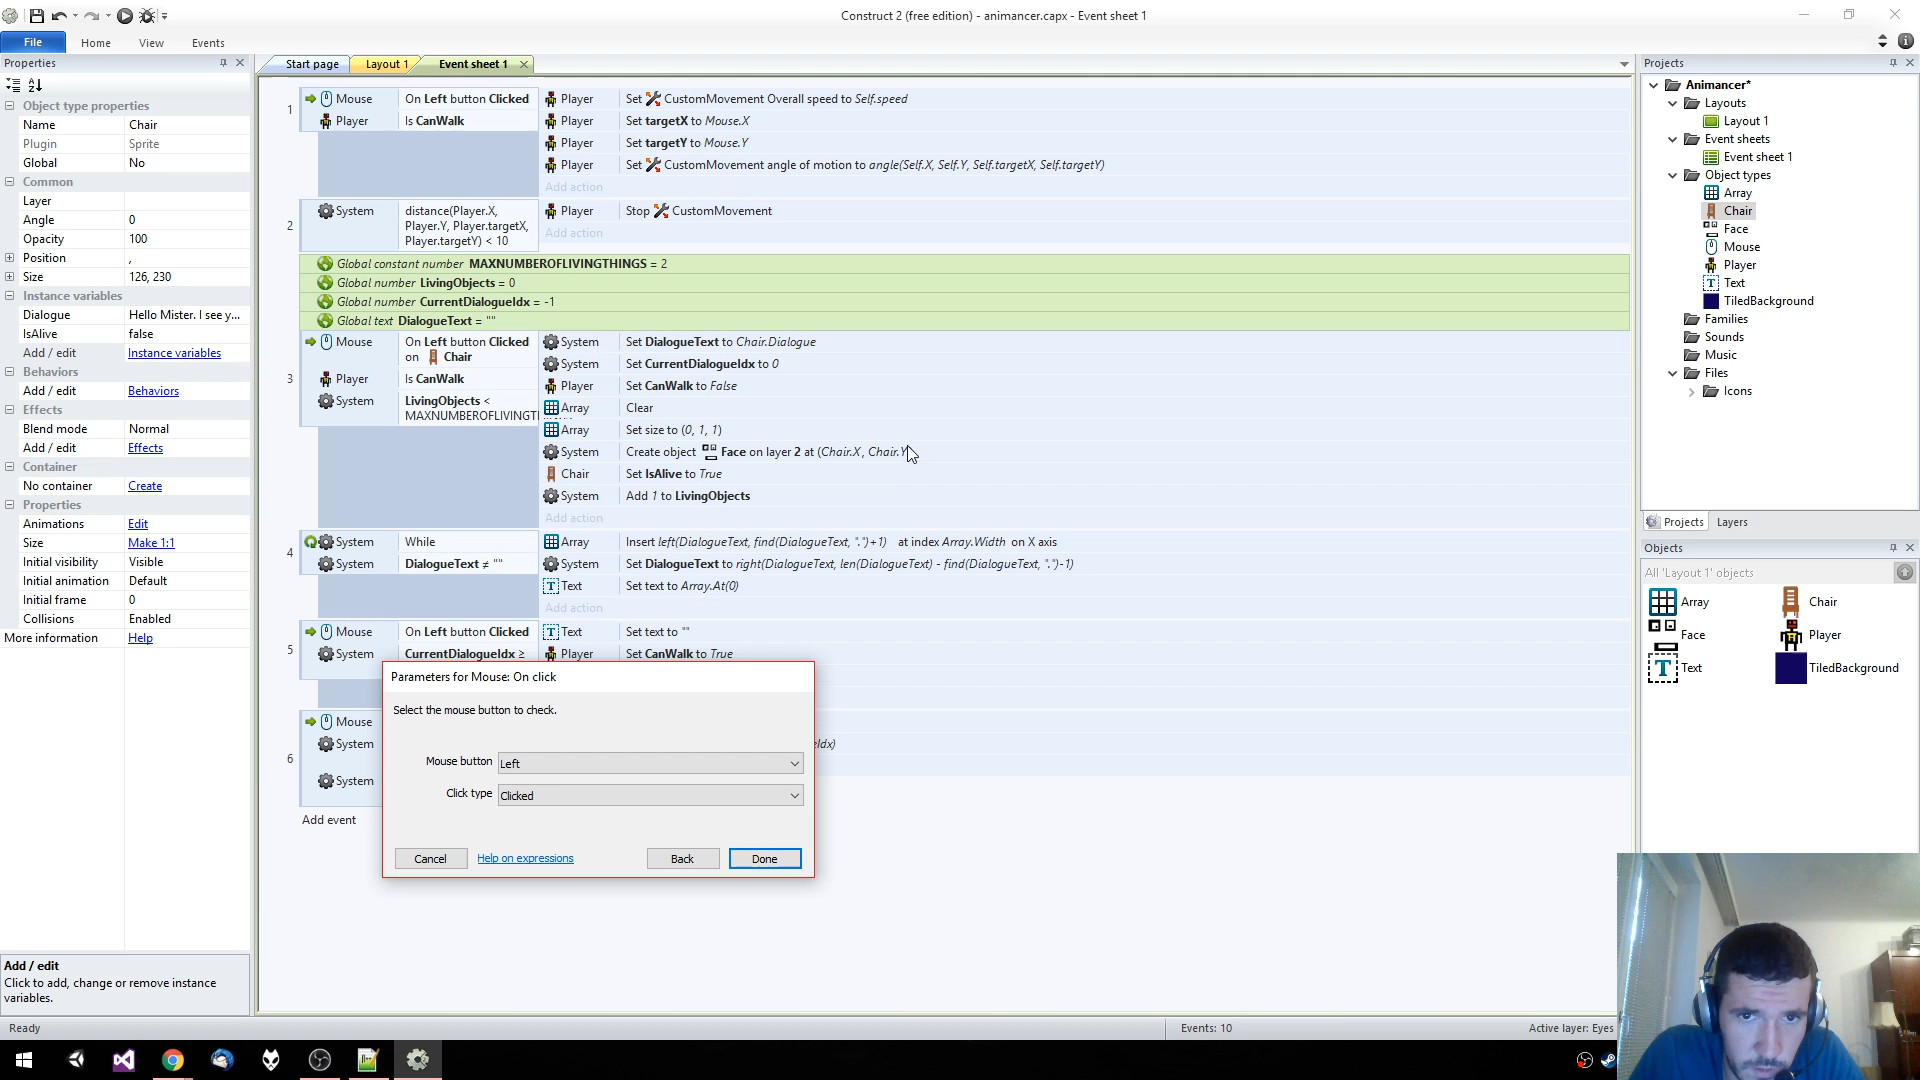 Construct 2 (free edition) - animancer.capx - Event sheet 1
File
Home
View
Events
Properties
Start page
Layout 1
Event sheet 1
Projects
Object type properties
Name Chair
Plugin Sprite
Global No
Common
Layer
Angle 0
Opacity 100
Position ,
Size 126, 230
Instance variables
Dialogue Hello Mister. I see y...
IsAlive false
Add / edit Instance variables
Behaviors
Add / edit Behaviors
Effects
Blend mode Normal
Add / edit Effects
Container
No container Create
Properties
Animations Edit
Size Make 1:1
Initial visibility Visible
Initial animation Default
Initial frame 0
Collisions Enabled
More information Help
Add / edit
Click to add, change or remove instance
variables.
Ready
1
Mouse On Left button Clicked Player Set CustomMovement Overall speed to Self.speed
Player Is CanWalk Player Set targetX to Mouse.X
Player Set targetY to Mouse.Y
Player Set CustomMovement angle of motion to angle(Self.X, Self.Y, Self.targetX, Self.targetY)
Add action
2
System distance(Player.X, Player Stop CustomMovement
Player.Y, Player.targetX, Add action
Player.targetY) < 10
Global constant number MAXNUMBEROFLIVINGTHINGS = 2
Global number LivingObjects = 0
Global number CurrentDialogueIdx = -1
Global text DialogueText = ""
3
Mouse On Left button Clicked System Set DialogueText to Chair.Dialogue
on Chair System Set CurrentDialogueIdx to 0
Player Is CanWalk Player Set CanWalk to False
System LivingObjects < Array Clear
MAXNUMBEROFLIVINGT
Array Set size to (0, 1, 1)
System Create object Face on layer 2 at (Chair.X, Chair.Y
Chair Set IsAlive to True
System Add 1 to LivingObjects
Add action
4
System While Array Insert left(DialogueText, find(DialogueText, ".")+1) at index Array.Width on X axis
System DialogueText ≠ "" System Set DialogueText to right(DialogueText, len(DialogueText) - find(DialogueText, ".")-1)
Text Set text to Array.At(0)
Add action
5
Mouse On Left button Clicked Text Set text to ""
System CurrentDialogueIdx ≥ Player Set CanWalk to True
6
Mouse
System eIdx)
System
Add event
Parameters for Mouse: On click
Select the mouse button to check.
Mouse button Left
Click type Clicked
Cancel
Help on expressions
Back
Done
Animancer*
Layouts
Layout 1
Event sheets
Event sheet 1
Object types
Array
Chair
Face
Mouse
Player
Text
TiledBackground
Families
Sounds
Music
Files
Icons
Projects
Layers
Objects
All 'Layout 1' objects
Array
Chair
Face
Player
Text
TiledBackground
Events: 10
Active layer: Eyes